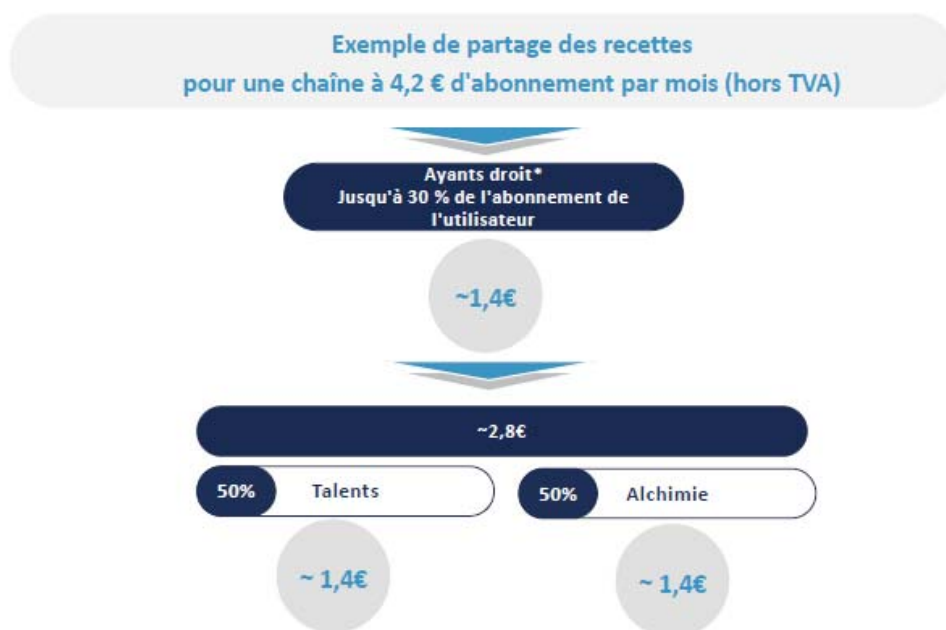 Exemple de partage des recettes
pour une chaîne à 4,2 € d'abonnement par mois (hors TVA)
Ayants droit*
Jusqu'à 30 % de l'abonnement de
l'utilisateur
~1,4€
~2,8€
50% Talents
50% Alchimie
~ 1,4€
~ 1,4€